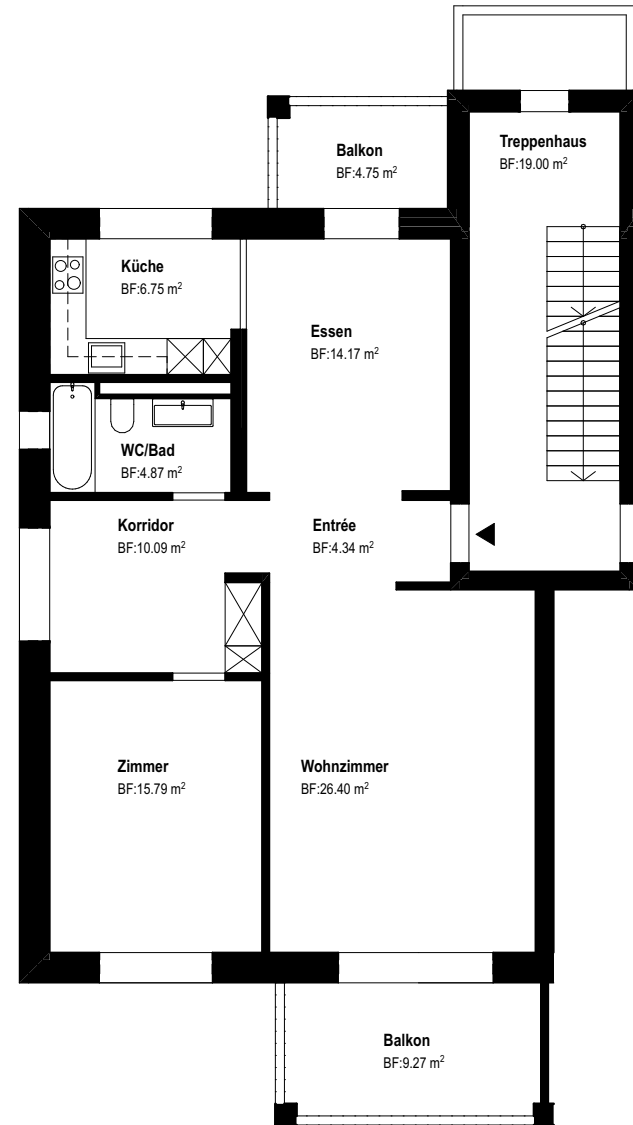 Treppenhaus
BF:19.00 m²
Balkon
BF:4.75 m²
Küche
BF:6.75 m²
Essen
BF:14.17 m²
WC/Bad
BF:4.87 m²
Korridor
BF:10.09 m²
Entrée
BF:4.34 m²
Zimmer
BF:15.79 m²
Wohnzimmer
BF:26.40 m²
Balkon
BF:9.27 m²